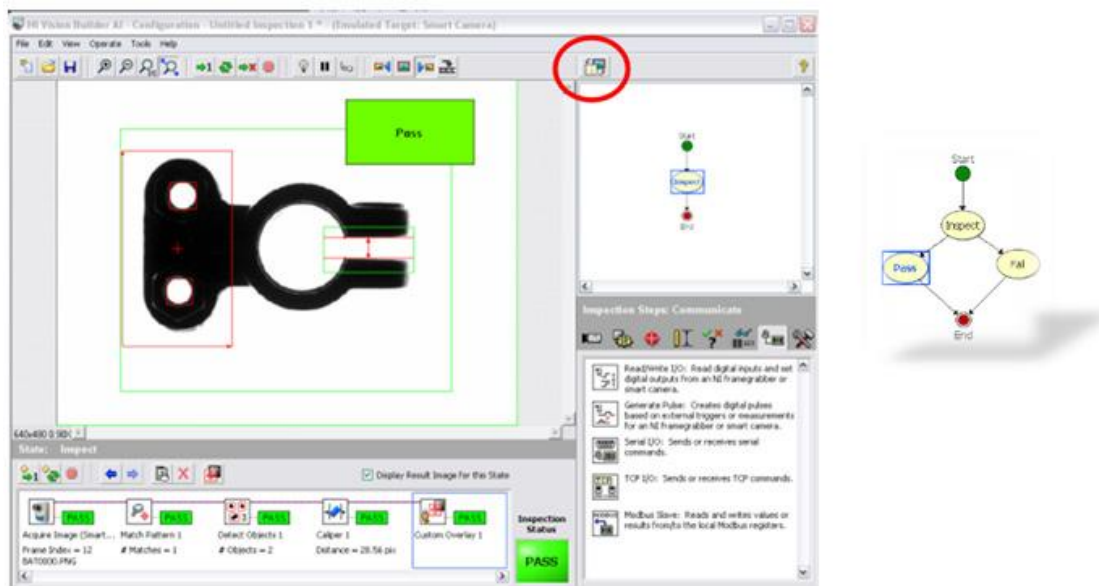 NI Vision Builder AI - Configuration - Untitled Inspection 1 * - (Emulated Target: Smart Camera)
File Edit View Operate Tools Help
Pass
Start
Inspect
End
640x480 0.90X
State: Inspect
Display Result Image for this State
PASS PASS PASS PASS PASS
Acquire Image (Smart... Match Pattern 1 Detect Objects 1 Caliper 1 Custom Overlay 1
Frame Index = 12 # Matches = 1 # Objects = 2 Distance = 28.56 pix
BAT0800.PNG
Inspection
Status
PASS
Inspection Steps: Communicate
Read/Write I/O: Read digital inputs and set
digital outputs from an NI framegrabber or
smart camera.
Generate Pulse: Creates digital pulses
based on external triggers or measurements
for an NI framegrabber or smart camera.
Serial I/O: Sends or receives serial
commands.
TCP I/O: Sends or receives TCP commands.
Modbus Slave: Reads and writes values or
results from/to the local Modbus registers.
Start
Inspect
Pass
Fail
End